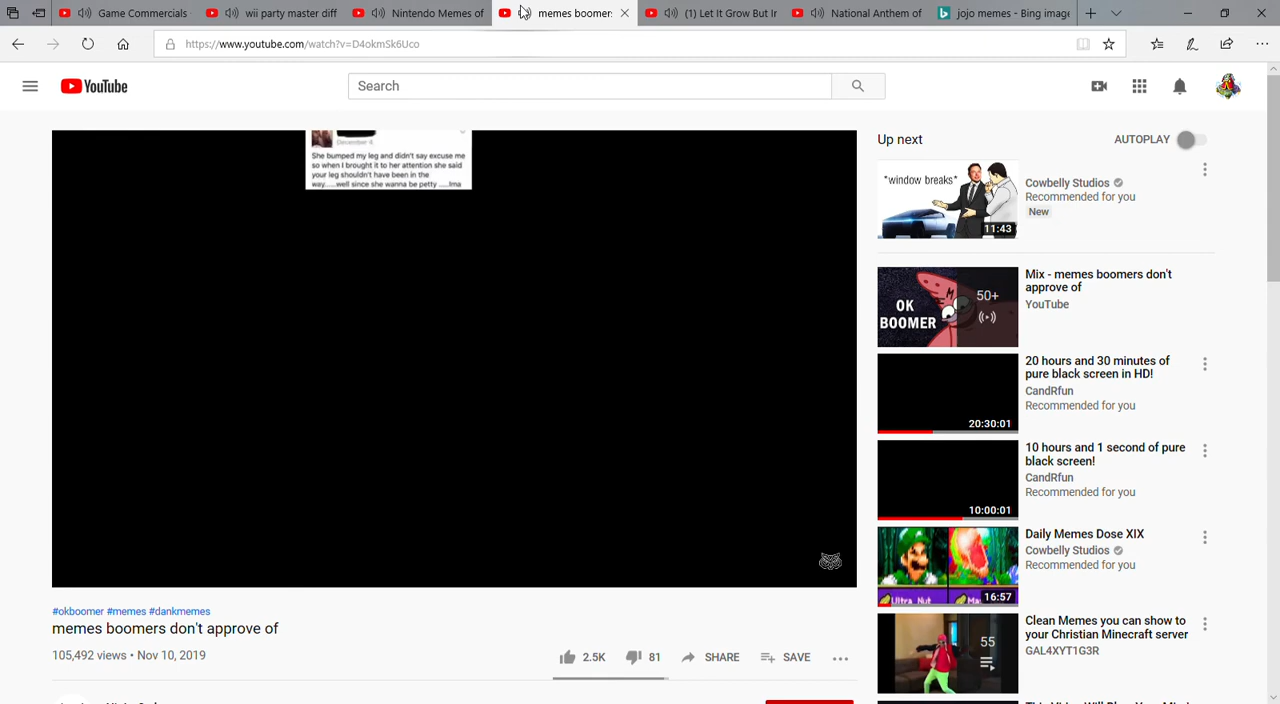 Game Commercials
wii party master diff
Nintendo Memes of
memes boomers
(1) Let It Grow But Ir
National Anthem of
jojo memes - Bing image
https://www.youtube.com/watch?v=D4okmSk6Uco
YouTube
Search
December 4
She bumped my leg and didn't say excuse me
so when I brought it to her attention she said
your leg shouldn't have been in the
way.....well since she wanna be petty .....Ima
#okboomer #memes #dankmemes
memes boomers don't approve of
105,492 views • Nov 10, 2019
2.5K
81
SHARE
SAVE
Up next
AUTOPLAY
*window breaks*
11:43
Cowbelly Studios
Recommended for you
New
OK
BOOMER
50+
Mix - memes boomers don't
approve of
YouTube
20:30:01
20 hours and 30 minutes of
pure black screen in HD!
CandRfun
Recommended for you
10:00:01
10 hours and 1 second of pure
black screen!
CandRfun
Recommended for you
Ultra Nut
16:57
Daily Memes Dose XIX
Cowbelly Studios
Recommended for you
55
Clean Memes you can show to
your Christian Minecraft server
GAL4XYT1G3R